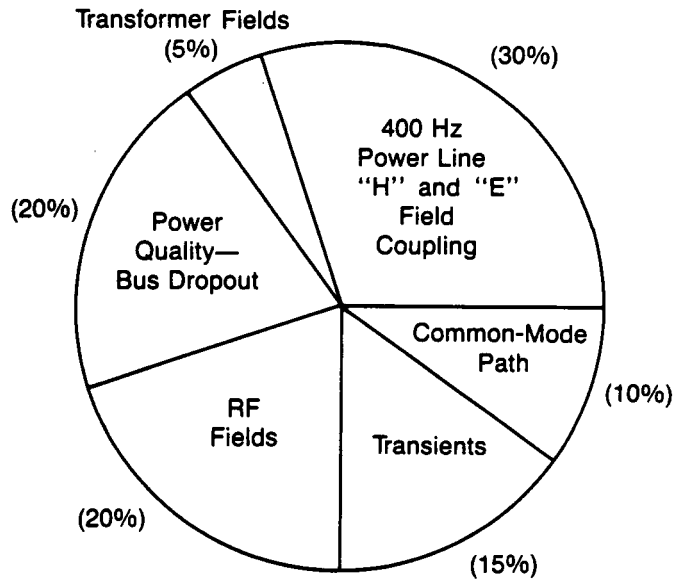 Transformer Fields
(5%)
(30%)
400 Hz
Power Line
“H” and “E”
Field
Coupling
(20%)
Power
Quality—
Bus Dropout
Common-Mode
Path
(10%)
RF
Fields
Transients
(20%)
(15%)